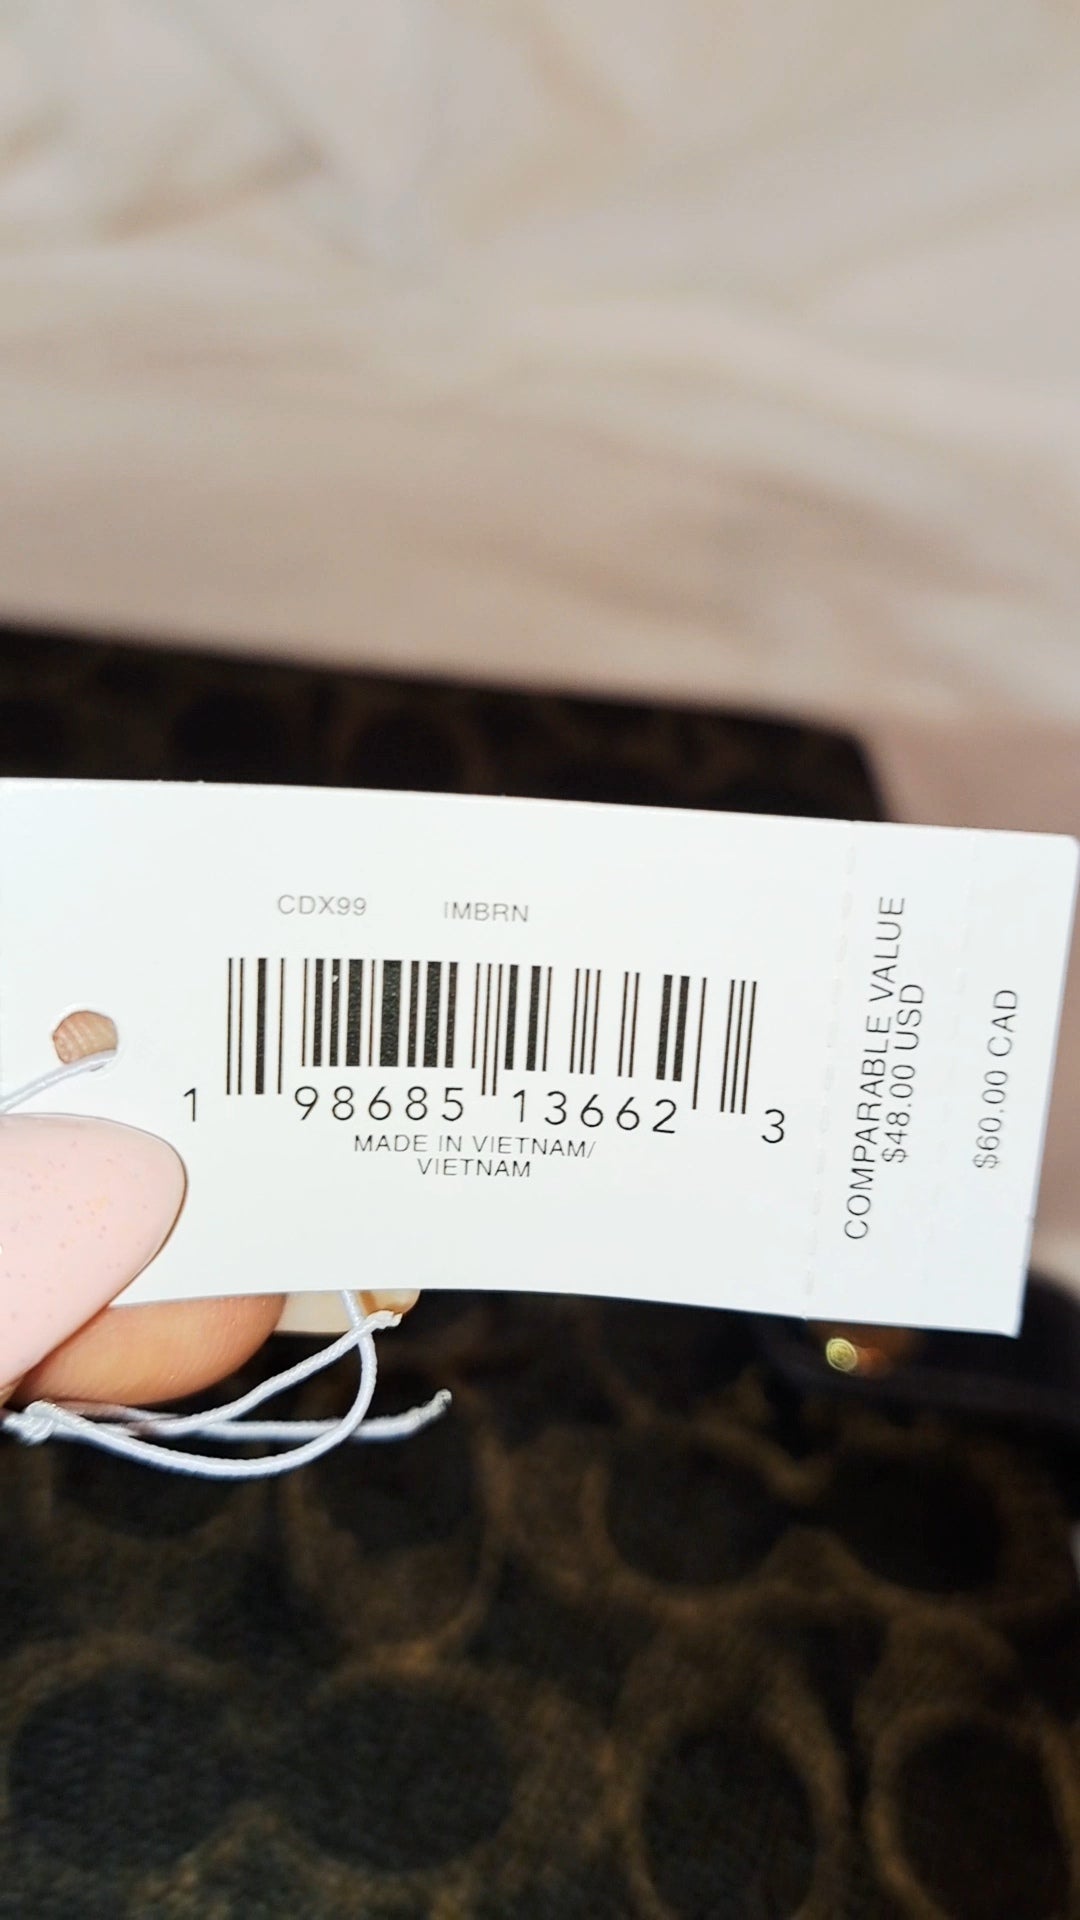 CDX99 IMBRN
1 98685 13662 3
MADE IN VIETNAM/
VIETNAM
COMPARABLE VALUE
$48.00 USD
$60.00 CAD